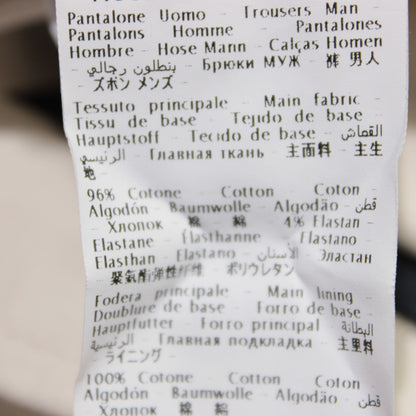 Pantalone Uomo - Trousers Man -
Pantalons Homme - Pantalones
Hombre - Hose Mann - Calças Homen
- بنطلون رجالي - Брюки МУЖ - 裤 男人
- ズボン メンズ -
Tessuto principale - Main fabric -
Tissu de base - Tejido de base -
Hauptstoff - Tecido de base - القماش
الرئيسي - Главная ткань - 主面料 - 主生
地 -
96% Cotone - Cotton - Coton -
Algodón - Baumwolle - Algodão - قطن
- Хлопок 棉 綿 4% Elastan -
Elastane - Elasthanne - Elastano -
Elasthan - Elastano - الأستان - Эластан
聚氨酯弹性纤维 - ポリウレタン
Fodera principale - Main lining -
Doublure de base - Forro de base -
Hauptfutter - Forro principal - البطانة
الرئيسية - Главная подкладка - 主里料
- ライニング -
100% Cotone - Cotton - Coton -
Algodón - Baumwolle - Algodão - قطن
- Хлопок 棉 綿